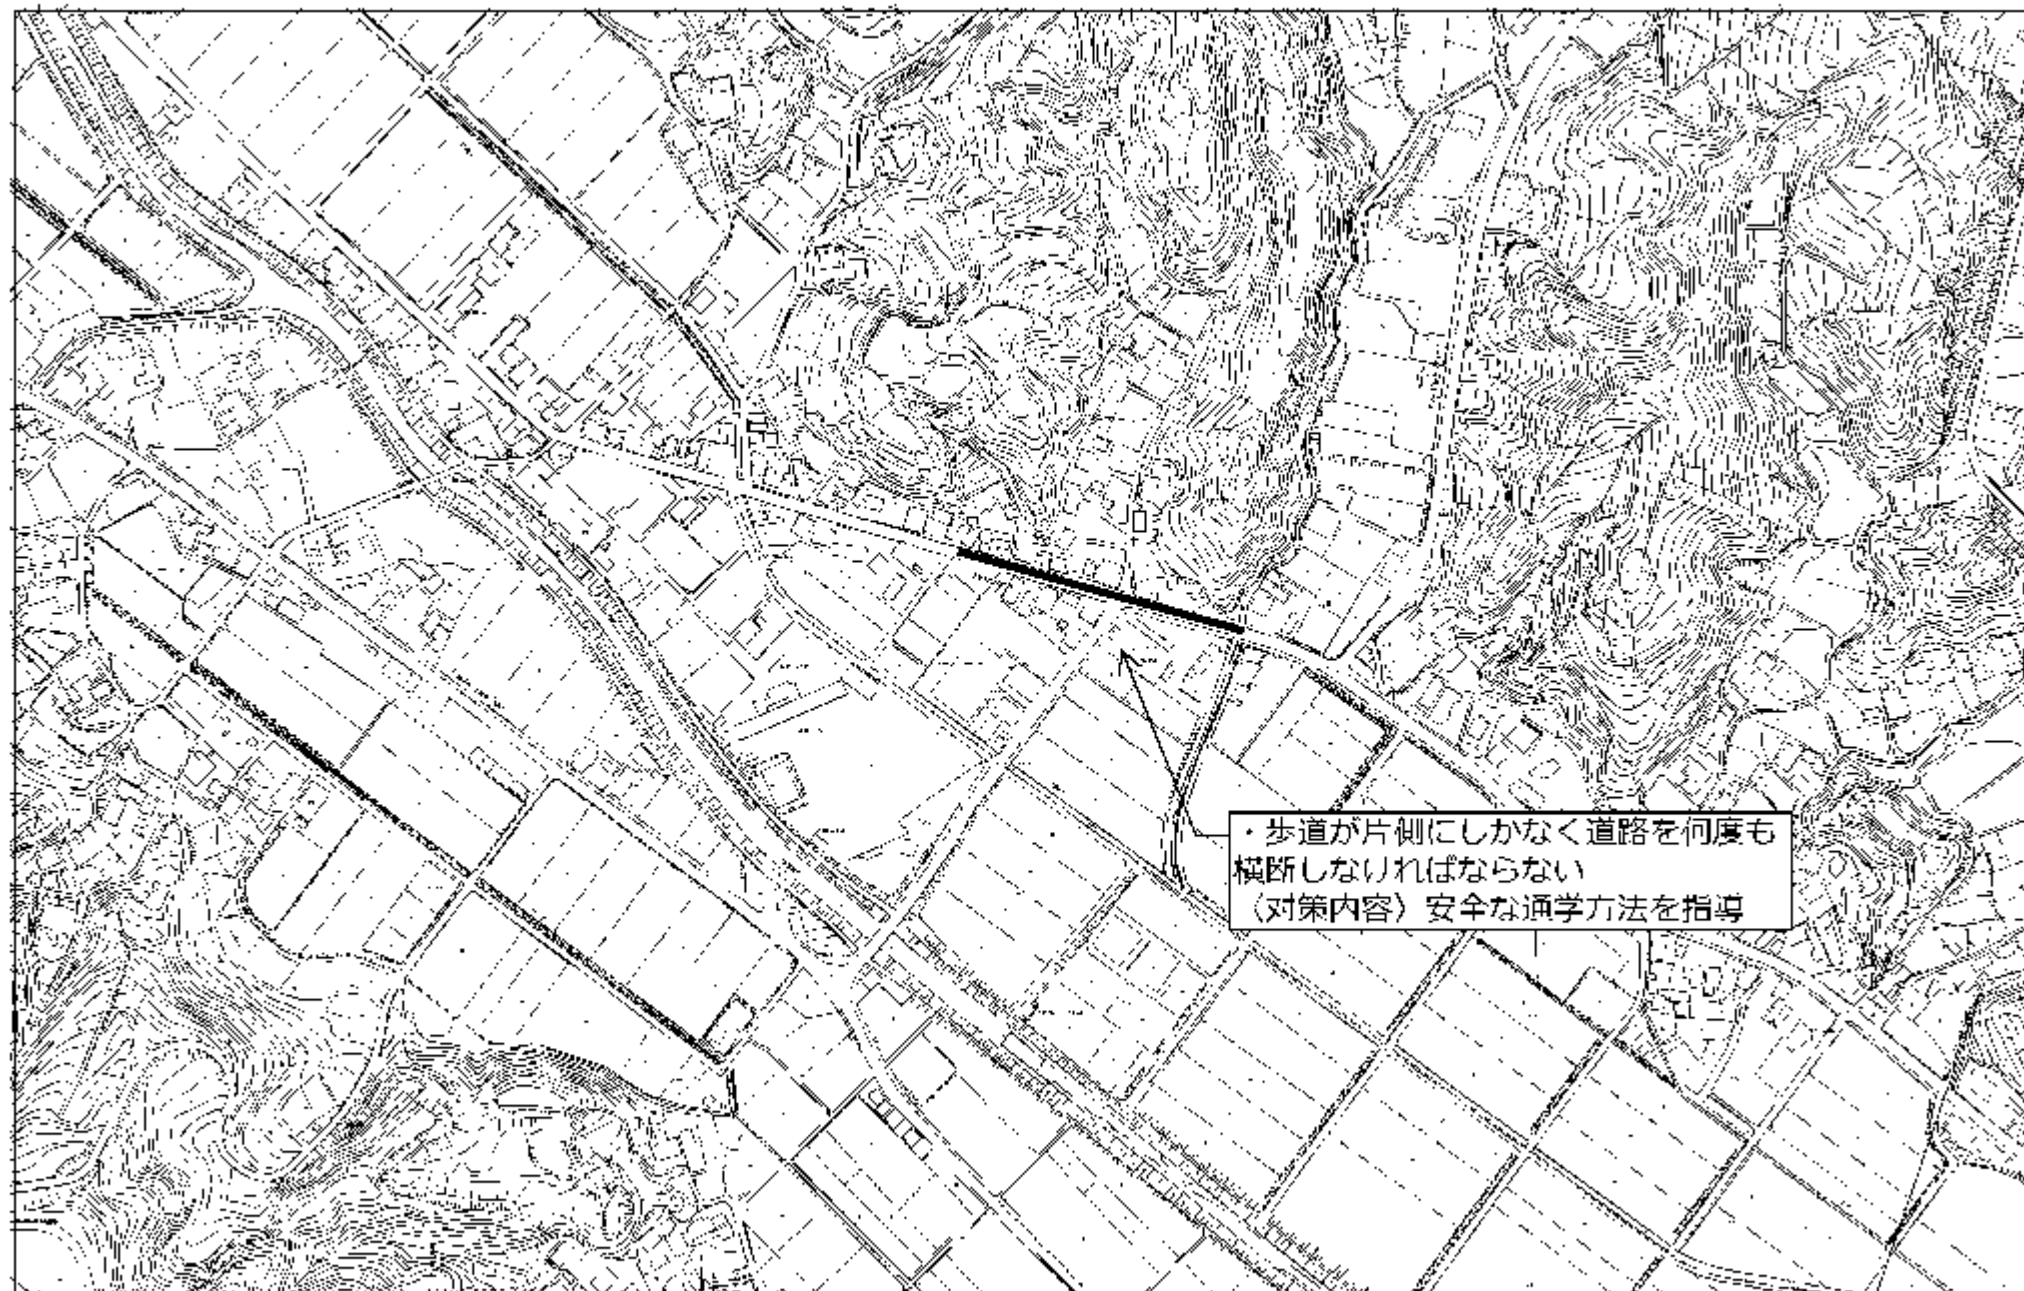 ・歩道が片側にしかなく道路を何度も
横断しなければならない
（対策内容）安全な通学方法を指導